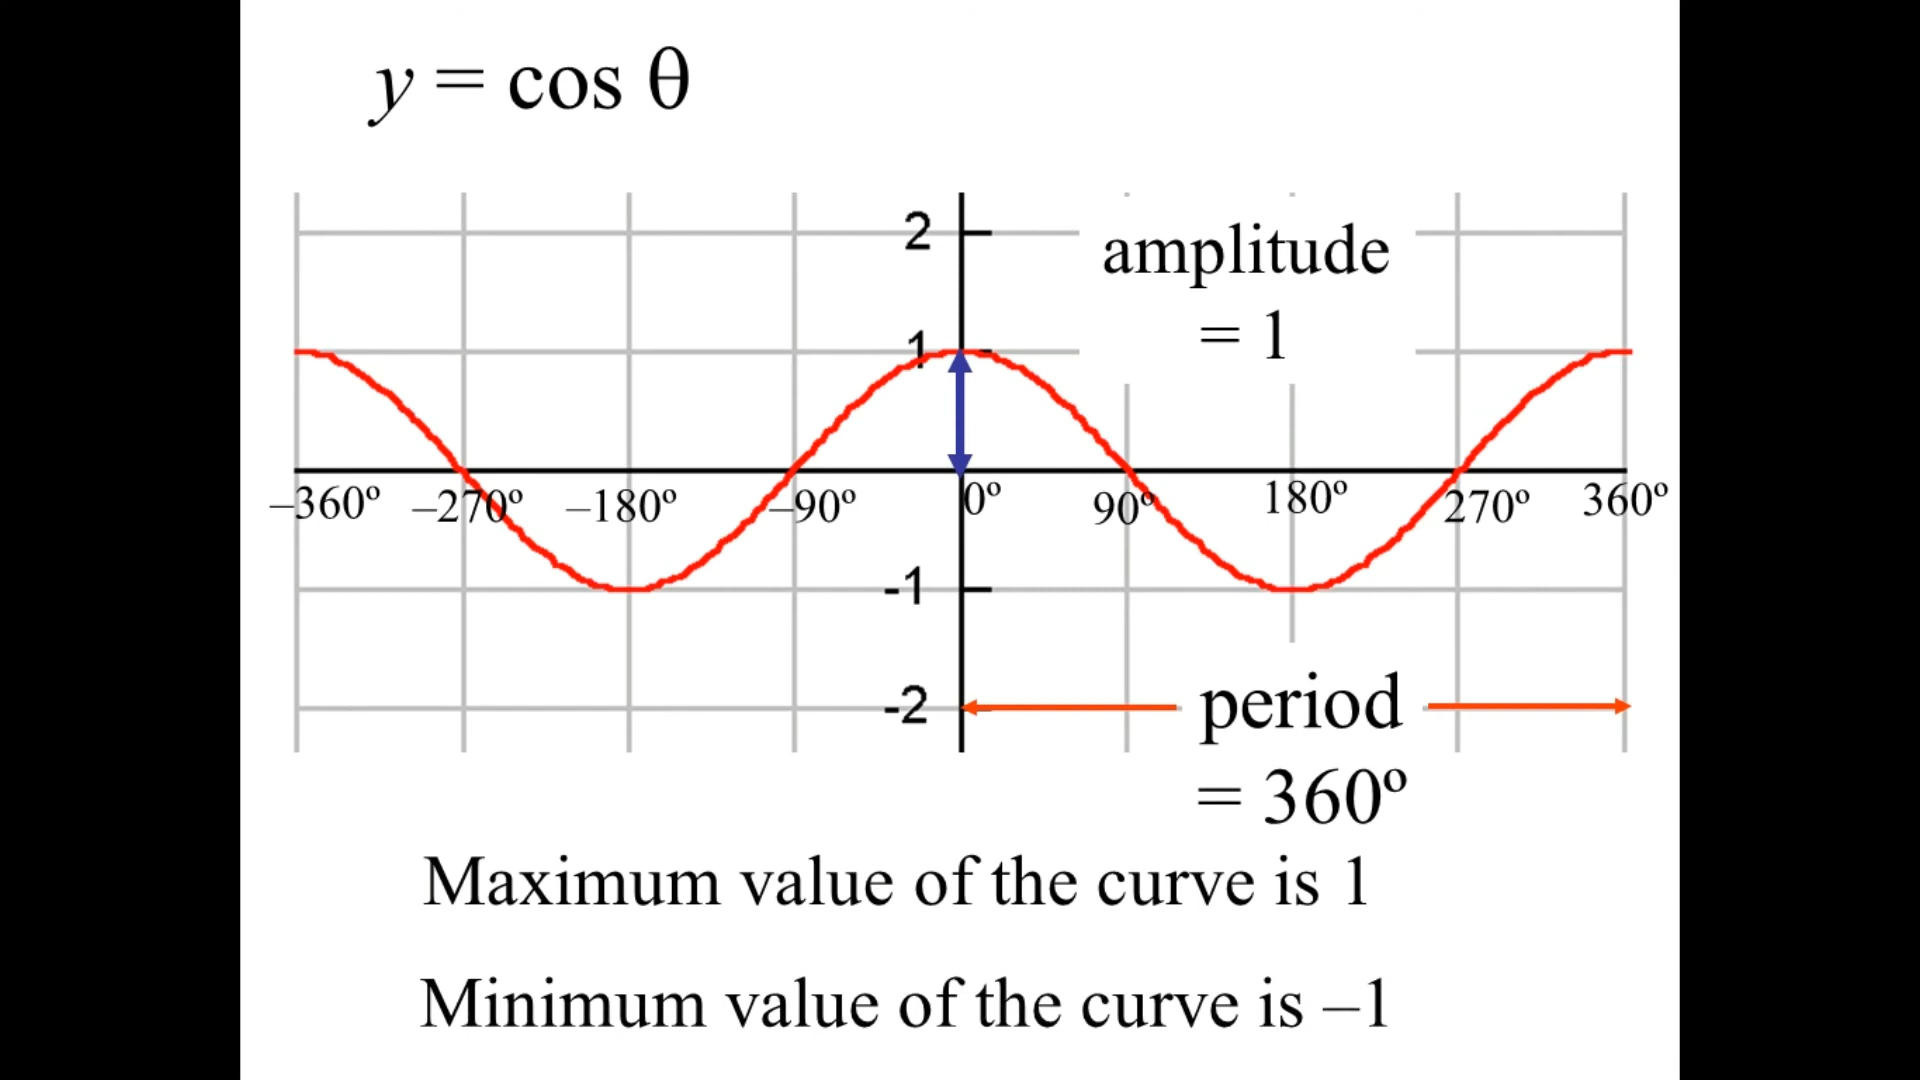 y = cos θ
2
amplitude
= 1
1
–360º –270º –180º –90º 0º 90º 180º 270º 360º
-1
-2
period
= 360º
Maximum value of the curve is 1
Minimum value of the curve is –1